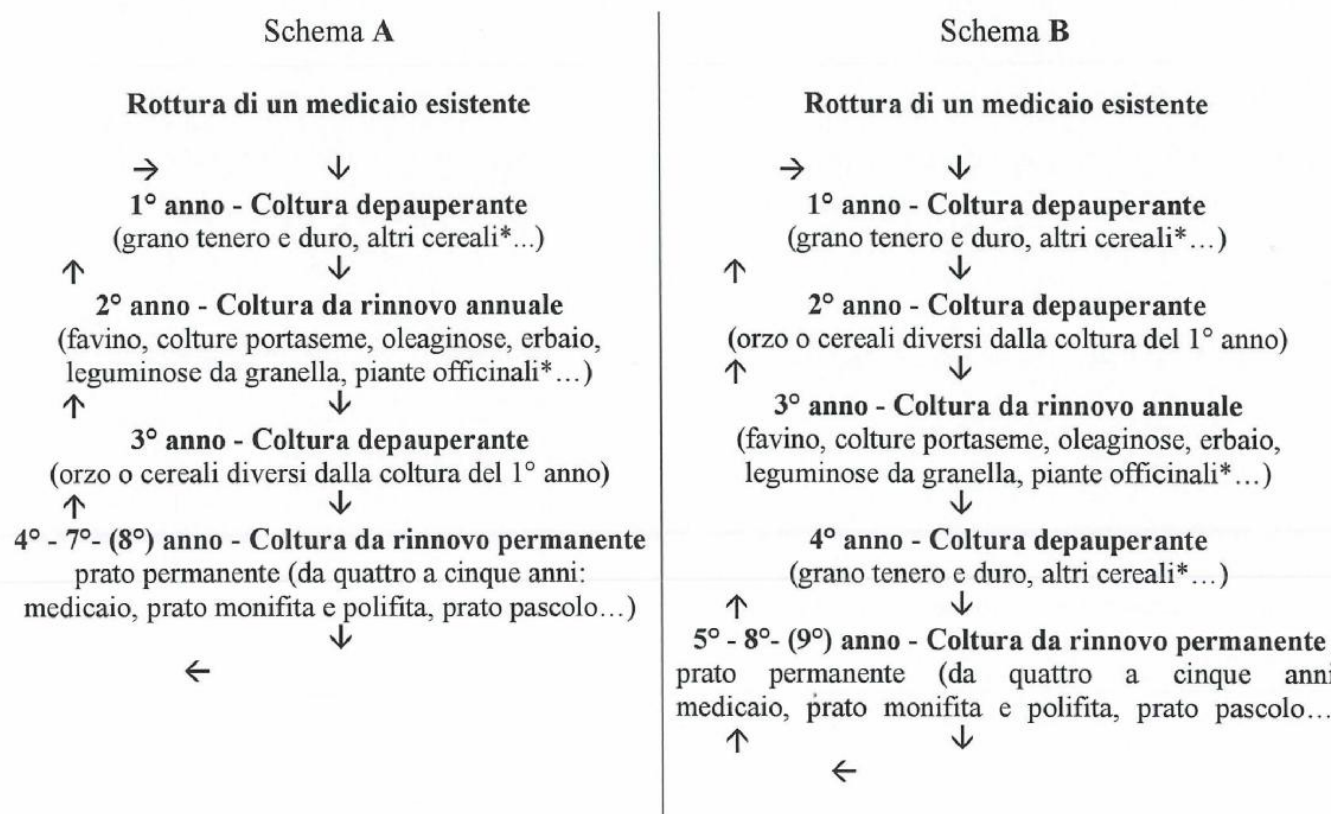 Schema A
Rottura di un medicaio esistente
→ ↓
1° anno - Coltura depauperante
(grano tenero e duro, altri cereali*...)
↑ ↓
2° anno - Coltura da rinnovo annuale
(favino, colture portaseme, oleaginose, erbaio,
leguminose da granella, piante officinali*...)
↑ ↓
3° anno - Coltura depauperante
(orzo o cereali diversi dalla coltura del 1° anno)
↑ ↓
4° - 7°- (8°) anno - Coltura da rinnovo permanente
prato permanente (da quattro a cinque anni:
medicaio, prato monifita e polifita, prato pascolo...)
↓
←
Schema B
Rottura di un medicaio esistente
→ ↓
1° anno - Coltura depauperante
(grano tenero e duro, altri cereali*...)
↑ ↓
2° anno - Coltura depauperante
(orzo o cereali diversi dalla coltura del 1° anno)
↑ ↓
3° anno - Coltura da rinnovo annuale
(favino, colture portaseme, oleaginose, erbaio,
leguminose da granella, piante officinali*...)
↓
4° anno - Coltura depauperante
(grano tenero e duro, altri cereali*...)
↑ ↓
5° - 8°- (9°) anno - Coltura da rinnovo permanente
prato permanente (da quattro a cinque anni
medicaio, prato monifita e polifita, prato pascolo...
↑ ↓
←